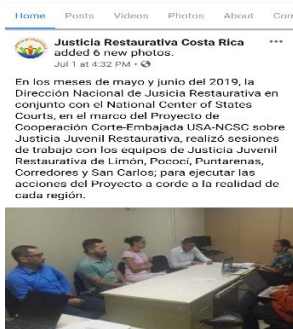 Home Posts Videos Photos About Com
Justicia Restaurativa Costa Rica
added 6 new photos.
Jul 1 at 4:32 PM •
En los meses de mayo y junio del 2019, la
Dirección Nacional de Jusicia Restaurativa en
conjunto con el National Center of States
Courts, en el marco del Proyecto de
Cooperación Corte-Embajada USA-NCSC sobre
Justicia Juvenil Restaurativa, realizó sesiones
de trabajo con los equipos de Justicia Juvenil
Restaurativa de Limón, Pococí, Puntarenas,
Corredores y San Carlos; para ejecutar las
acciones del Proyecto a corde a la realidad de
cada región.